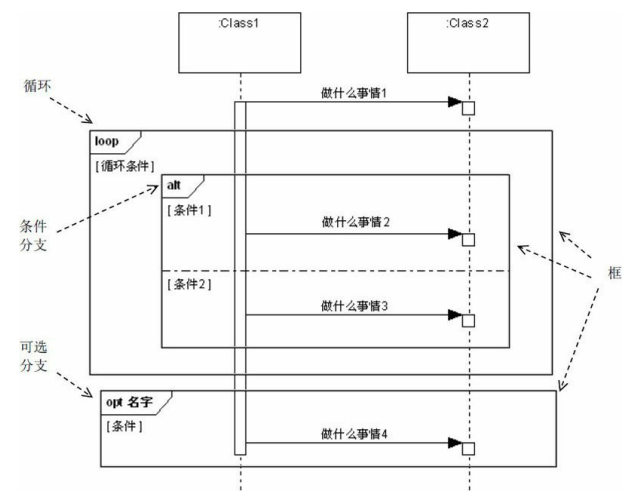 :Class1
:Class2
循环
做什么事情1
loop
[循环条件]
alt
[条件1]
条件
分支
做什么事情2
框
[条件2]
做什么事情3
可选
分支
opt 名字
[条件]
做什么事情4